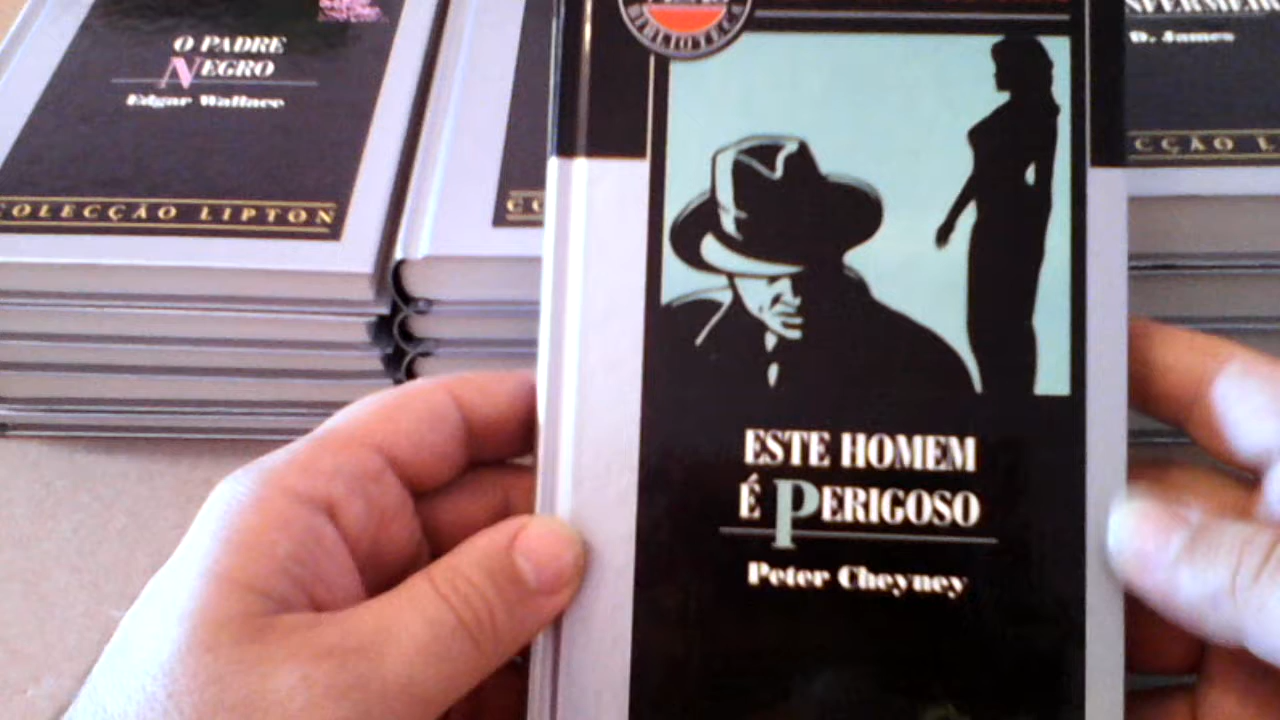 O PADRE
NEGRO
Edgar Wallace
COLECÇÃO LIPTON
BIBLIOTECA
ESTE HOMEM
É PERIGOSO
Peter Cheyney
D. James
CÇÃO L